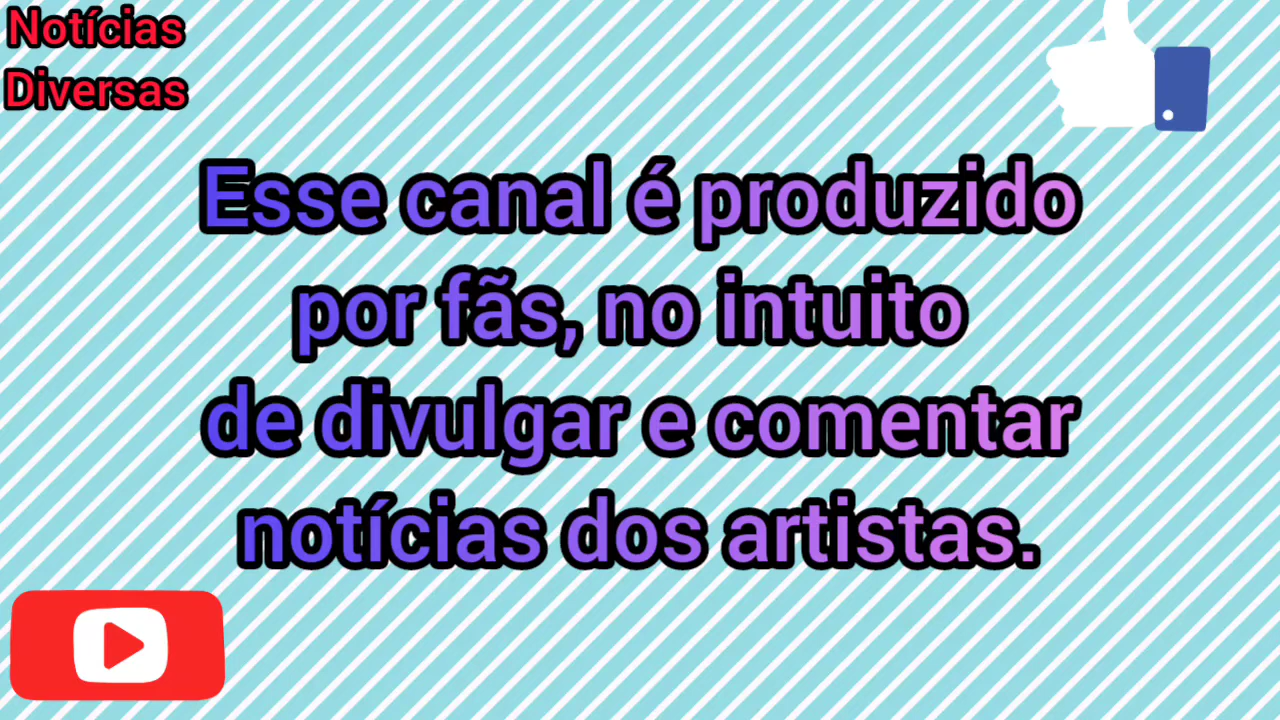 Notícias
Diversas
Esse canal é produzido
por fãs, no intuito
de divulgar e comentar
notícias dos artistas.